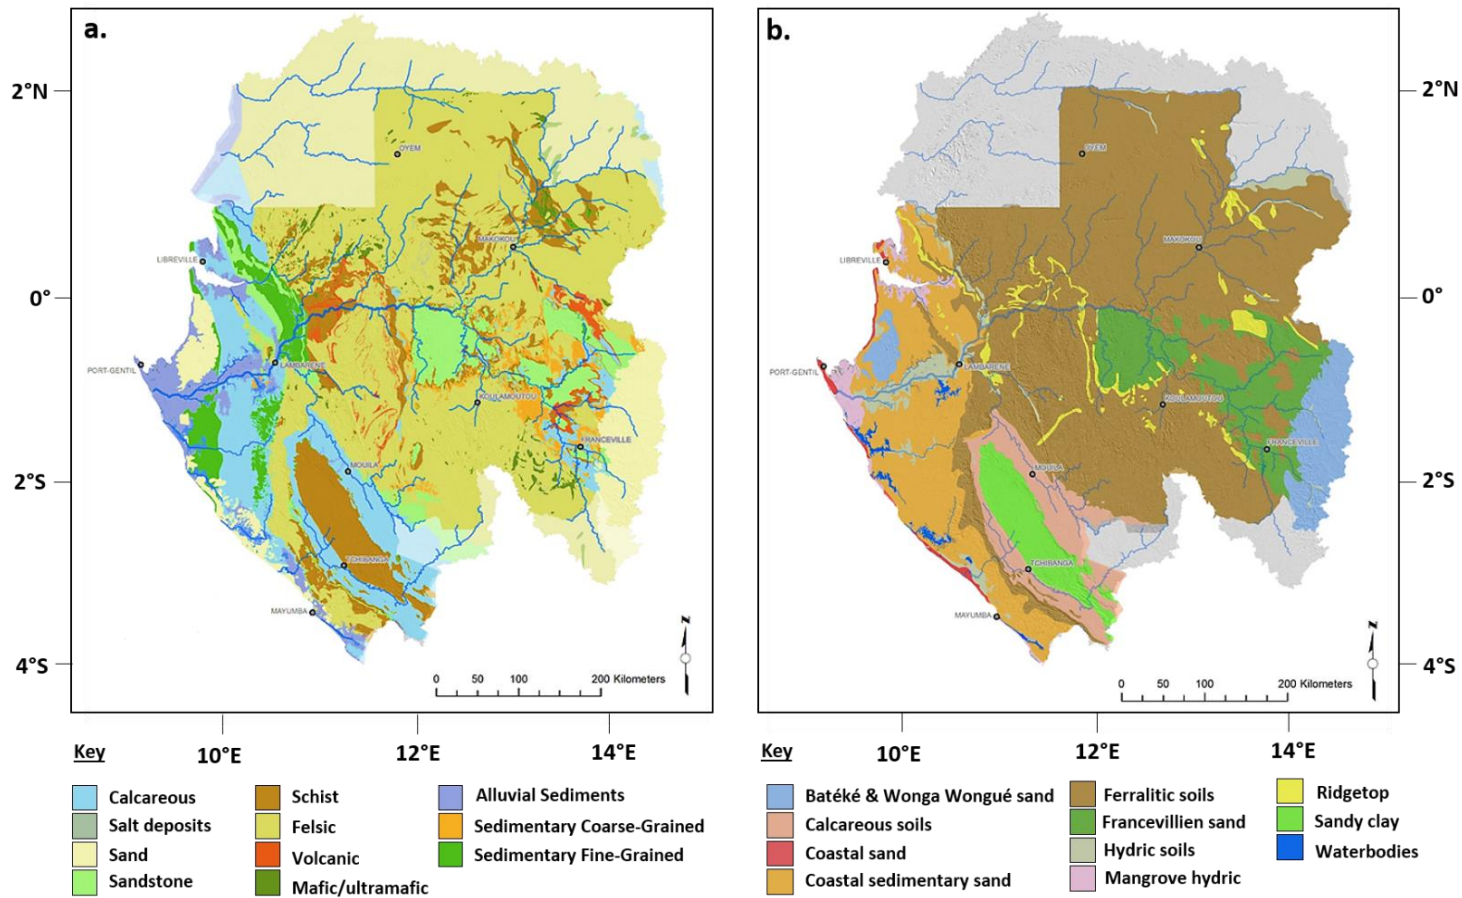 a.
b.
2°N
0°
2°S
4°S
OYEM
MAKOKOU
LIBREVILLE
PORT-GENTIL
LAMBARENE
KOULAMOUTOU
FRANCEVILLE
MOUILA
TCHIBANGA
MAYUMBA
N
0 50 100 200 Kilometers
10°E
12°E
14°E
OYEM
MAKOKOU
LIBREVILLE
PORT-GENTIL
LAMBARENE
KOULAMOUTOU
FRANCEVILLE
MOUILA
TCHIBANGA
MAYUMBA
N
0 50 100 200 Kilometers
2°N
0°
2°S
4°S
10°E
12°E
14°E
Key
Calcareous
Salt deposits
Sand
Sandstone
Schist
Felsic
Volcanic
Mafic/ultramafic
Alluvial Sediments
Sedimentary Coarse-Grained
Sedimentary Fine-Grained
Key
Batéké & Wonga Wongué sand
Calcareous soils
Coastal sand
Coastal sedimentary sand
Ferralitic soils
Francevillien sand
Hydric soils
Mangrove hydric
Ridgetop
Sandy clay
Waterbodies